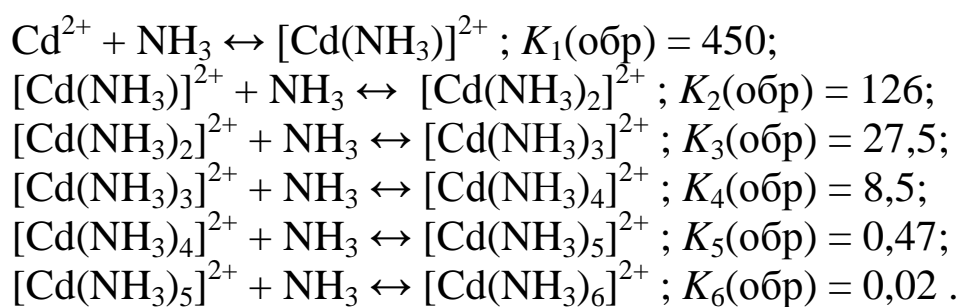 Cd²⁺ + NH₃ ↔ [Cd(NH₃)]²⁺ ; K₁(обр) = 450;
[Cd(NH₃)]²⁺ + NH₃ ↔ [Cd(NH₃)₂]²⁺ ; K₂(обр) = 126;
[Cd(NH₃)₂]²⁺ + NH₃ ↔ [Cd(NH₃)₃]²⁺ ; K₃(обр) = 27,5;
[Cd(NH₃)₃]²⁺ + NH₃ ↔ [Cd(NH₃)₄]²⁺ ; K₄(обр) = 8,5;
[Cd(NH₃)₄]²⁺ + NH₃ ↔ [Cd(NH₃)₅]²⁺ ; K₅(обр) = 0,47;
[Cd(NH₃)₅]²⁺ + NH₃ ↔ [Cd(NH₃)₆]²⁺ ; K₆(обр) = 0,02 .